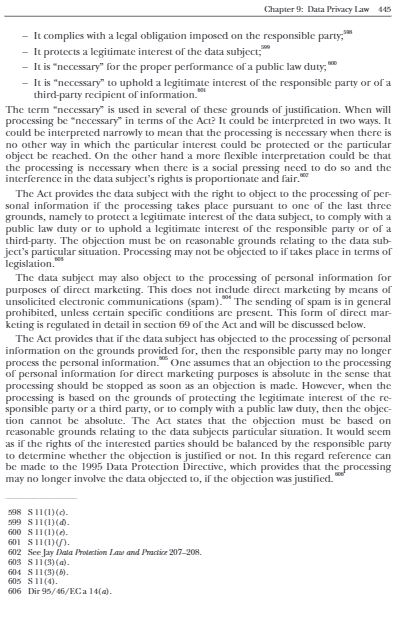 Chapter 9: Data Privacy Law 445
– It complies with a legal obligation imposed on the responsible party;598
– It protects a legitimate interest of the data subject;599
– It is “necessary” for the proper performance of a public law duty;600
– It is “necessary” to uphold a legitimate interest of the responsible party or of a
third-party recipient of information.601
The term “necessary” is used in several of these grounds of justification. When will
processing be “necessary” in terms of the Act? It could be interpreted in two ways. It
could be interpreted narrowly to mean that the processing is necessary when there is
no other way in which the particular interest could be protected or the particular
object be reached. On the other hand a more flexible interpretation could be that
the processing is necessary when there is a social pressing need to do so and the
interference in the data subject’s rights is proportionate and fair.602
The Act provides the data subject with the right to object to the processing of per-
sonal information if the processing takes place pursuant to one of the last three
grounds, namely to protect a legitimate interest of the data subject, to comply with a
public law duty or to uphold a legitimate interest of the responsible party or of a
third-party. The objection must be on reasonable grounds relating to the data sub-
ject’s particular situation. Processing may not be objected to if takes place in terms of
legislation.603
The data subject may also object to the processing of personal information for
purposes of direct marketing. This does not include direct marketing by means of
unsolicited electronic communications (spam).604 The sending of spam is in general
prohibited, unless certain specific conditions are present. This form of direct mar-
keting is regulated in detail in section 69 of the Act and will be discussed below.
The Act provides that if the data subject has objected to the processing of personal
information on the grounds provided for, then the responsible party may no longer
process the personal information.605 One assumes that an objection to the processing
of personal information for direct marketing purposes is absolute in the sense that
processing should be stopped as soon as an objection is made. However, when the
processing is based on the grounds of protecting the legitimate interest of the re-
sponsible party or a third party, or to comply with a public law duty, then the objec-
tion cannot be absolute. The Act states that the objection must be based on
reasonable grounds relating to the data subjects particular situation. It would seem
as if the rights of the interested parties should be balanced by the responsible party
to determine whether the objection is justified or not. In this regard reference can
be made to the 1995 Data Protection Directive, which provides that the processing
may no longer involve the data objected to, if the objection was justified.606
598 S 11(1)(c).
599 S 11(1)(d).
600 S 11(1)(e).
601 S 11(1)(f).
602 See Jay Data Protection Law and Practice 207–208.
603 S 11(3)(a).
604 S 11(3)(b).
605 S 11(4).
606 Dir 95/46/EC a 14(a).